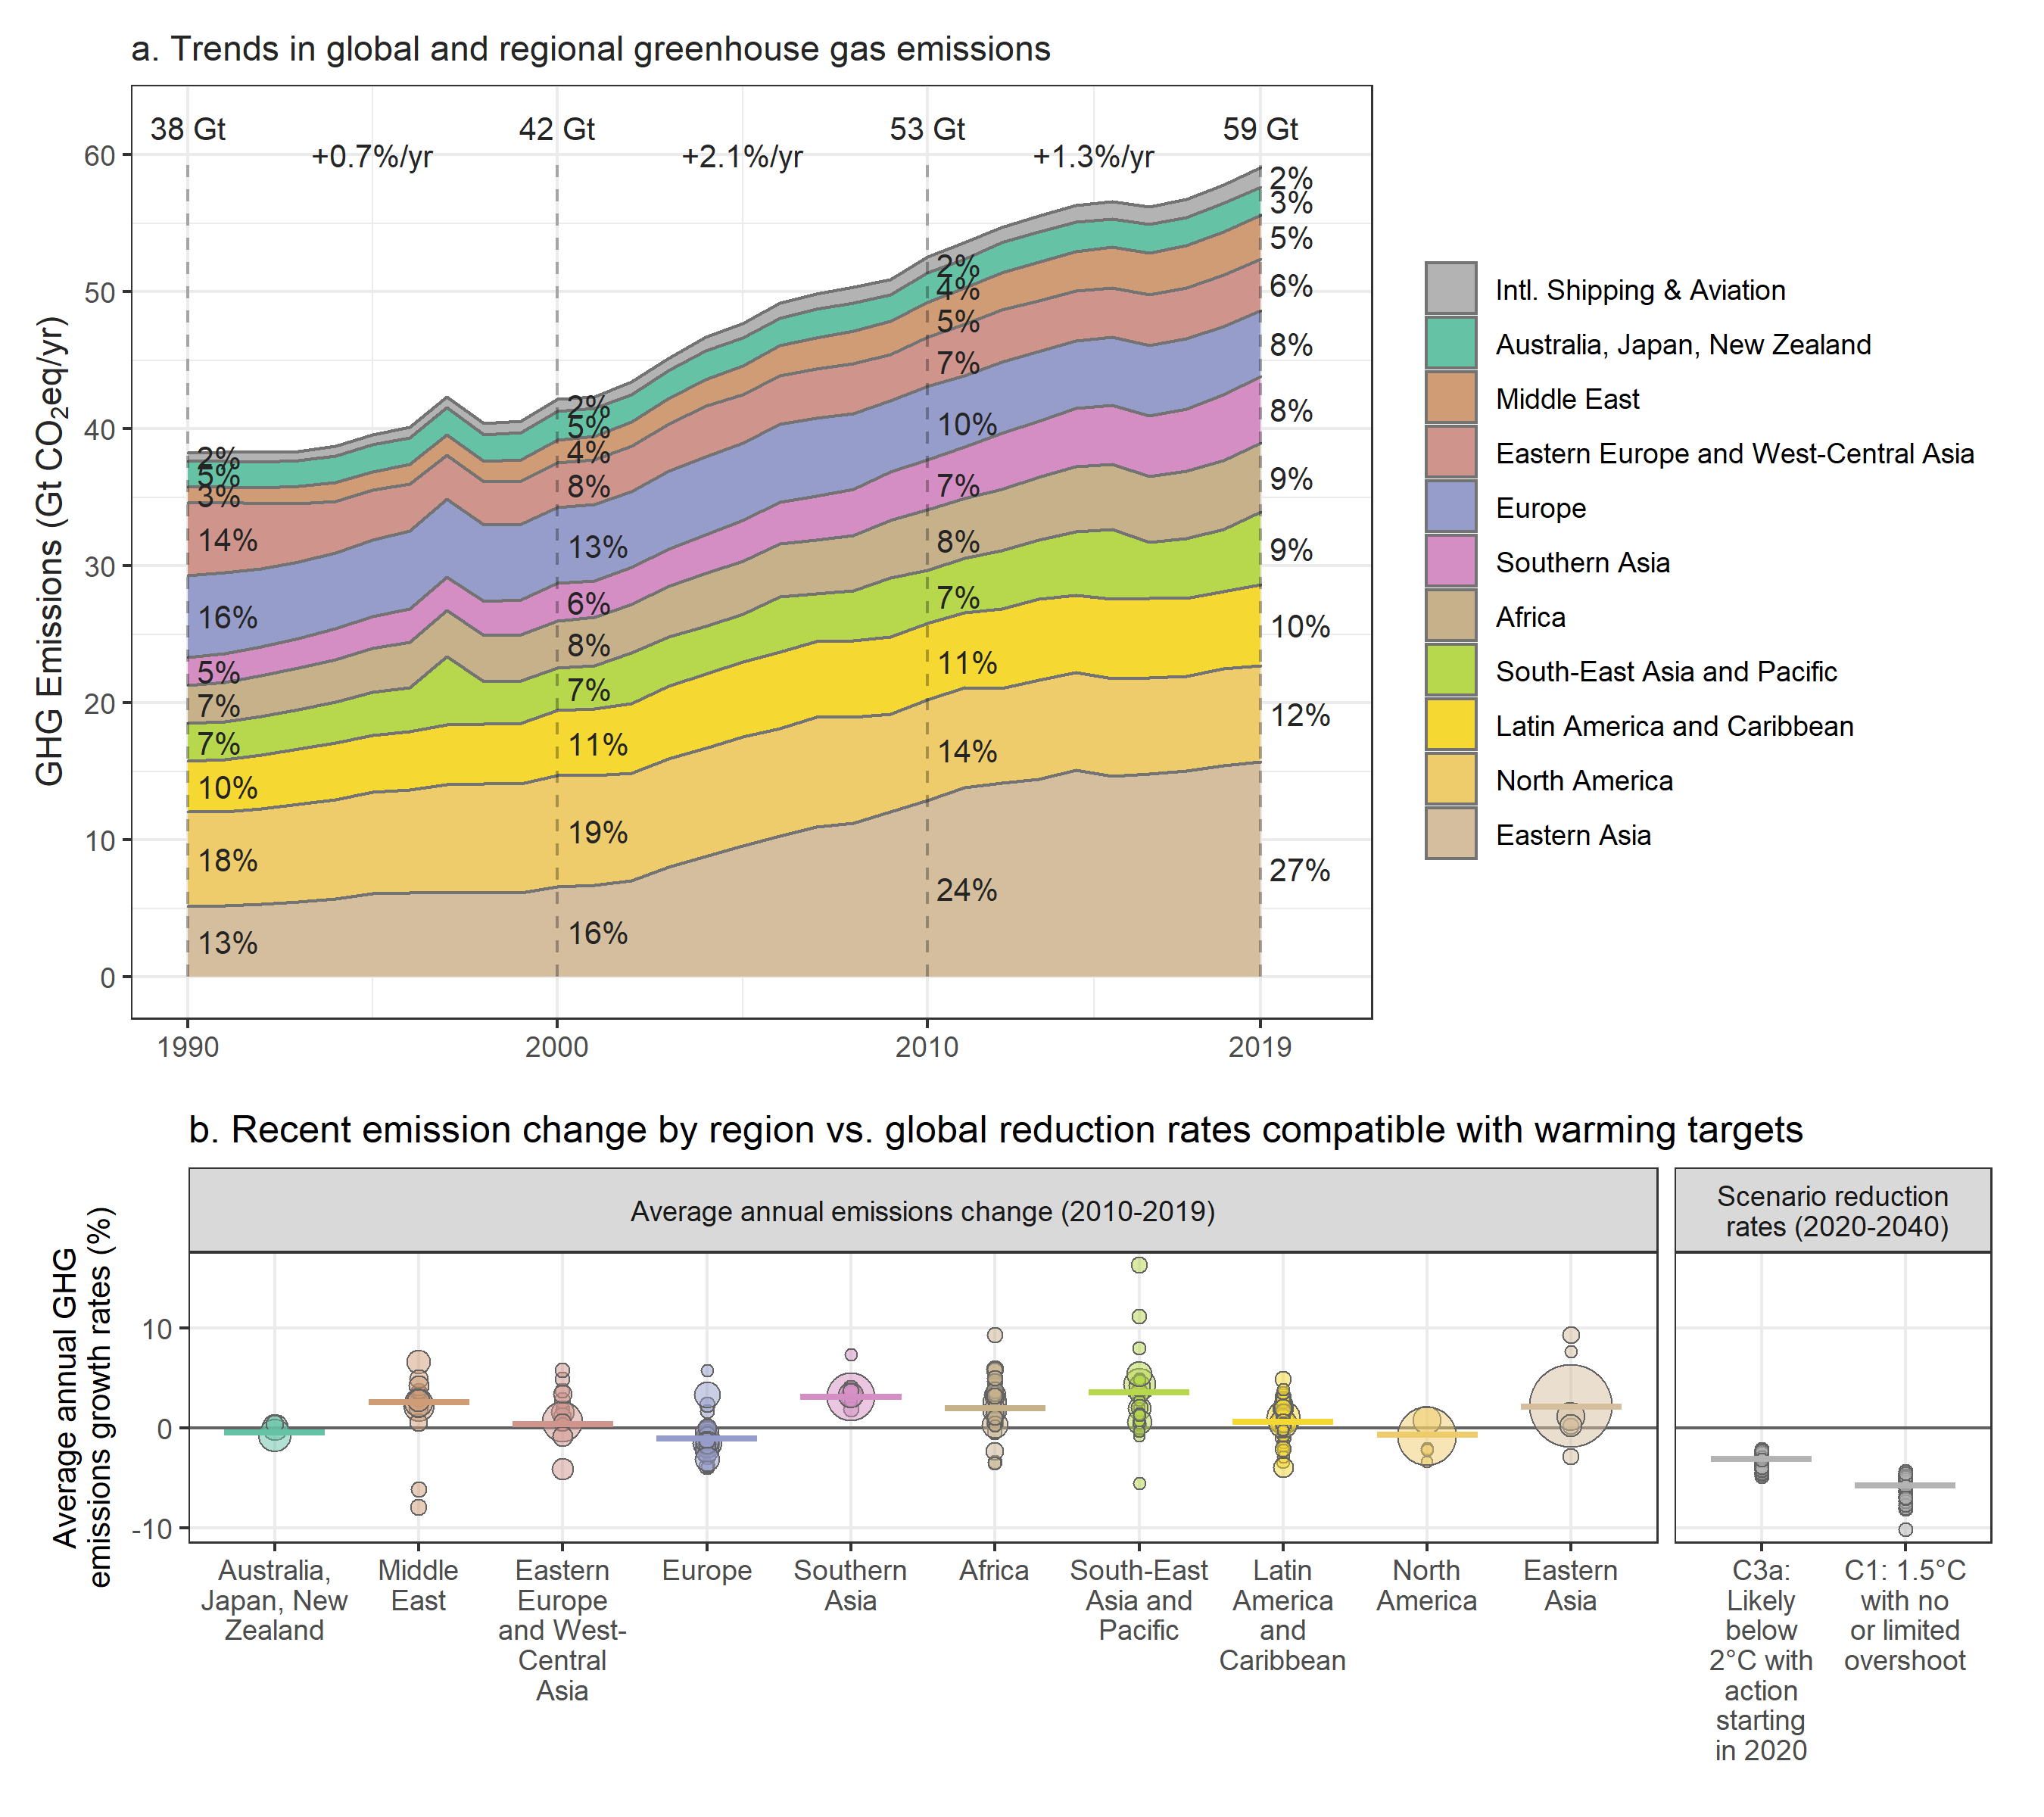 a. Trends in global and regional greenhouse gas emissions
38 Gt
42 Gt
53 Gt
59 Gt
+0.7%/yr
+2.1%/yr
+1.3%/yr
GHG Emissions (Gt CO₂eq/yr)
60
50
40
30
20
10
0
2%
5%
3%
14%
16%
5%
7%
7%
10%
18%
13%
2%
5%
4%
8%
13%
6%
8%
7%
11%
19%
16%
2%
4%
5%
7%
10%
7%
8%
7%
11%
14%
24%
2%
3%
5%
6%
8%
8%
9%
9%
10%
12%
27%
1990
2000
2010
2019
Intl. Shipping & Aviation
Australia, Japan, New Zealand
Middle East
Eastern Europe and West-Central Asia
Europe
Southern Asia
Africa
South-East Asia and Pacific
Latin America and Caribbean
North America
Eastern Asia
b. Recent emission change by region vs. global reduction rates compatible with warming targets
Average annual emissions change (2010-2019)
Scenario reduction
rates (2020-2040)
Average annual GHG
emissions growth rates (%)
10
0
-10
Australia,
Japan, New
Zealand
Middle
East
Eastern
Europe
and West-
Central
Asia
Europe
Southern
Asia
Africa
South-East
Asia and
Pacific
Latin
America
and
Caribbean
North
America
Eastern
Asia
C3a:
Likely
below
2°C with
action
starting
in 2020
C1: 1.5°C
with no
or limited
overshoot